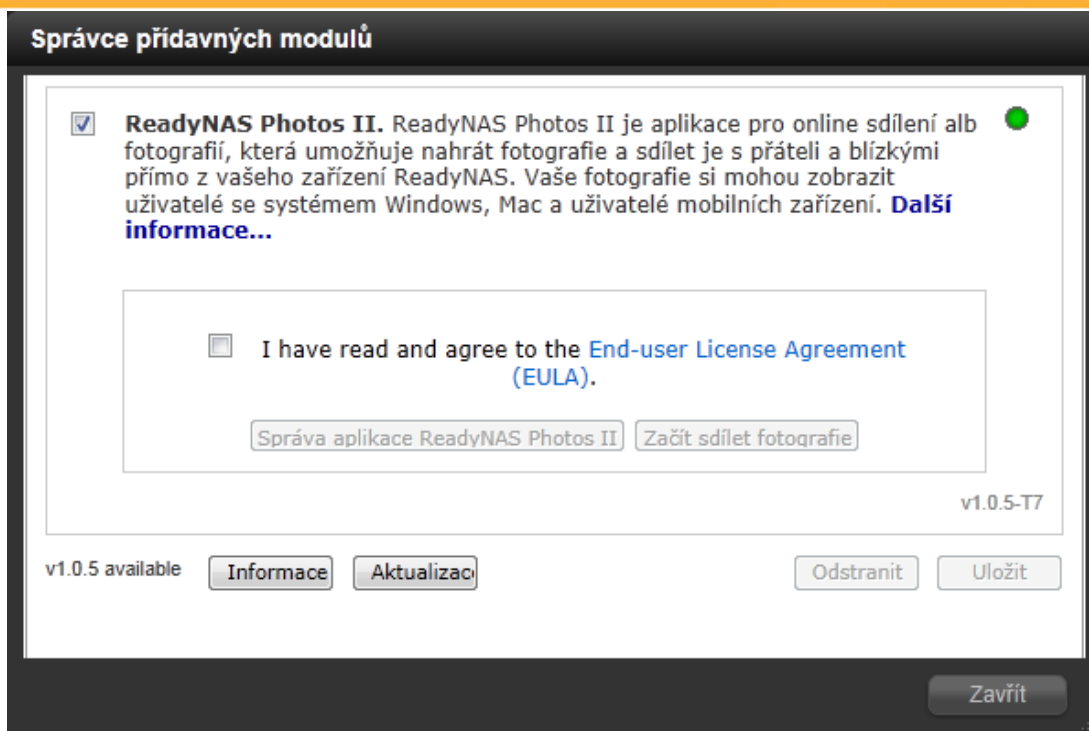 Správce přídavných modulů
ReadyNAS Photos II. ReadyNAS Photos II je aplikace pro online sdílení alb
fotografií, která umožňuje nahrát fotografie a sdílet je s přáteli a blízkými
přímo z vašeho zařízení ReadyNAS. Vaše fotografie si mohou zobrazit
uživatelé se systémem Windows, Mac a uživatelé mobilních zařízení. Další
informace...
I have read and agree to the End-user License Agreement
(EULA).
Správa aplikace ReadyNAS Photos II Začít sdílet fotografie
v1.0.5-T7
v1.0.5 available Informace Aktualizac Odstranit Uložit
Zavřít